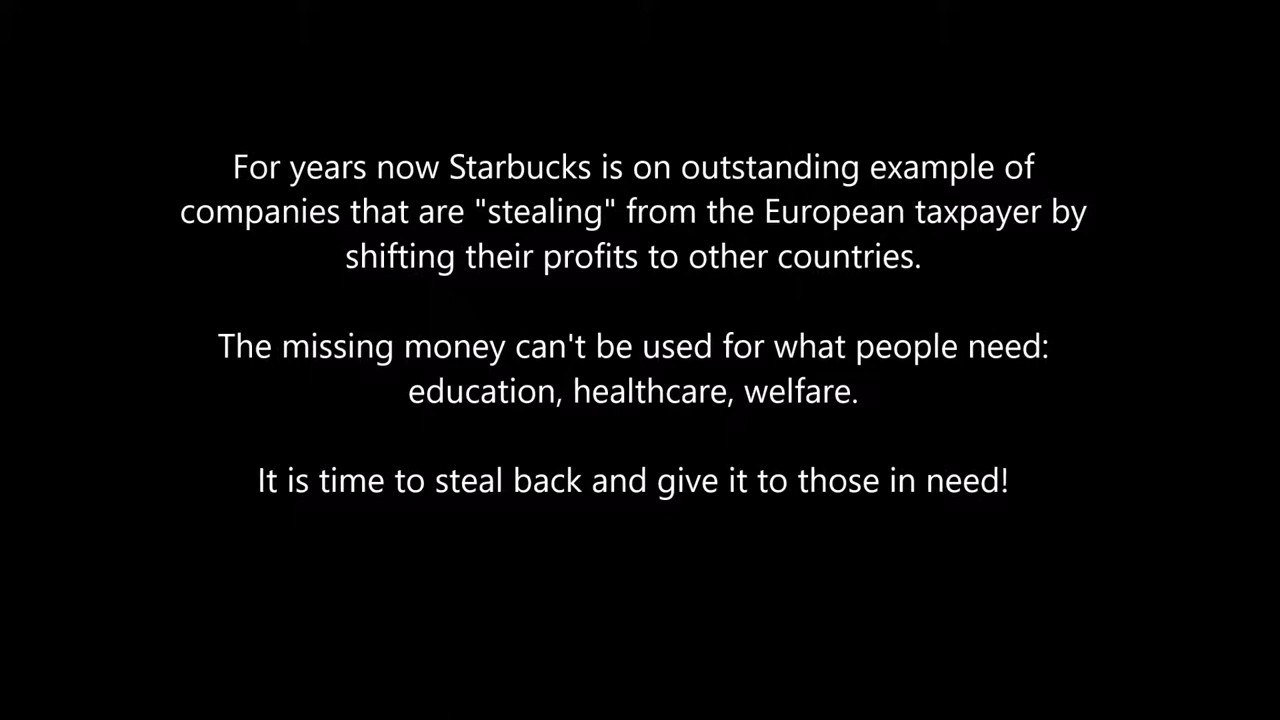 For years now Starbucks is on outstanding example of
companies that are "stealing" from the European taxpayer by
shifting their profits to other countries.
The missing money can't be used for what people need:
education, healthcare, welfare.
It is time to steal back and give it to those in need!